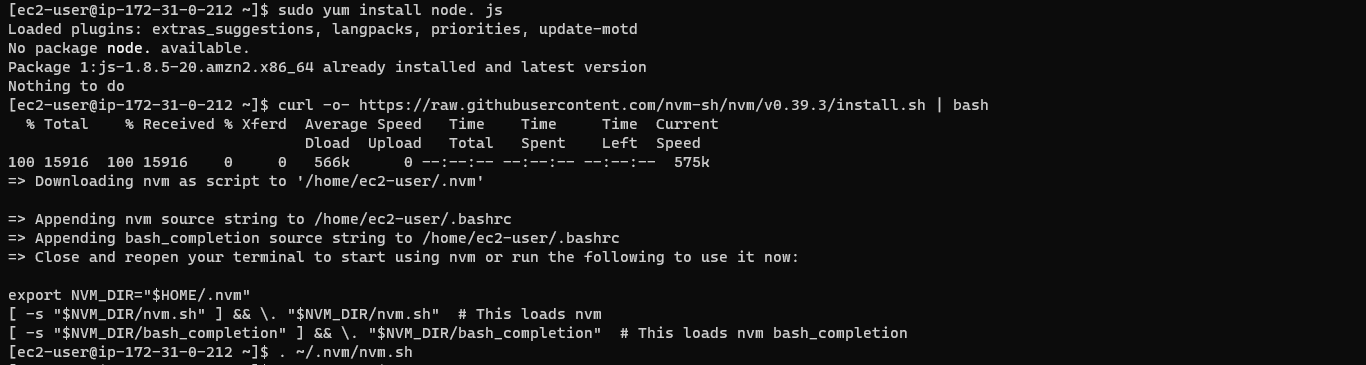 [ec2-user@ip-172-31-0-212 ~]$ sudo yum install node. js
Loaded plugins: extras_suggestions, langpacks, priorities, update-motd
No package node. available.
Package 1:js-1.8.5-20.amzn2.x86_64 already installed and latest version
Nothing to do
[ec2-user@ip-172-31-0-212 ~]$ curl -o- https://raw.githubusercontent.com/nvm-sh/nvm/v0.39.3/install.sh | bash
  % Total    % Received % Xferd  Average Speed   Time    Time     Time  Current
                                 Dload  Upload   Total   Spent    Left  Speed
100 15916  100 15916    0     0   566k      0 --:--:-- --:--:-- --:--:--  575k
=> Downloading nvm as script to '/home/ec2-user/.nvm'

=> Appending nvm source string to /home/ec2-user/.bashrc
=> Appending bash_completion source string to /home/ec2-user/.bashrc
=> Close and reopen your terminal to start using nvm or run the following to use it now:

export NVM_DIR="$HOME/.nvm"
[ -s "$NVM_DIR/nvm.sh" ] && \. "$NVM_DIR/nvm.sh"  # This loads nvm
[ -s "$NVM_DIR/bash_completion" ] && \. "$NVM_DIR/bash_completion"  # This loads nvm bash_completion
[ec2-user@ip-172-31-0-212 ~]$ . ~/.nvm/nvm.sh